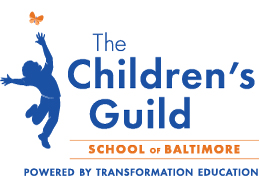 The
Children's
Guild
SCHOOL OF BALTIMORE
POWERED BY TRANSFORMATION EDUCATION